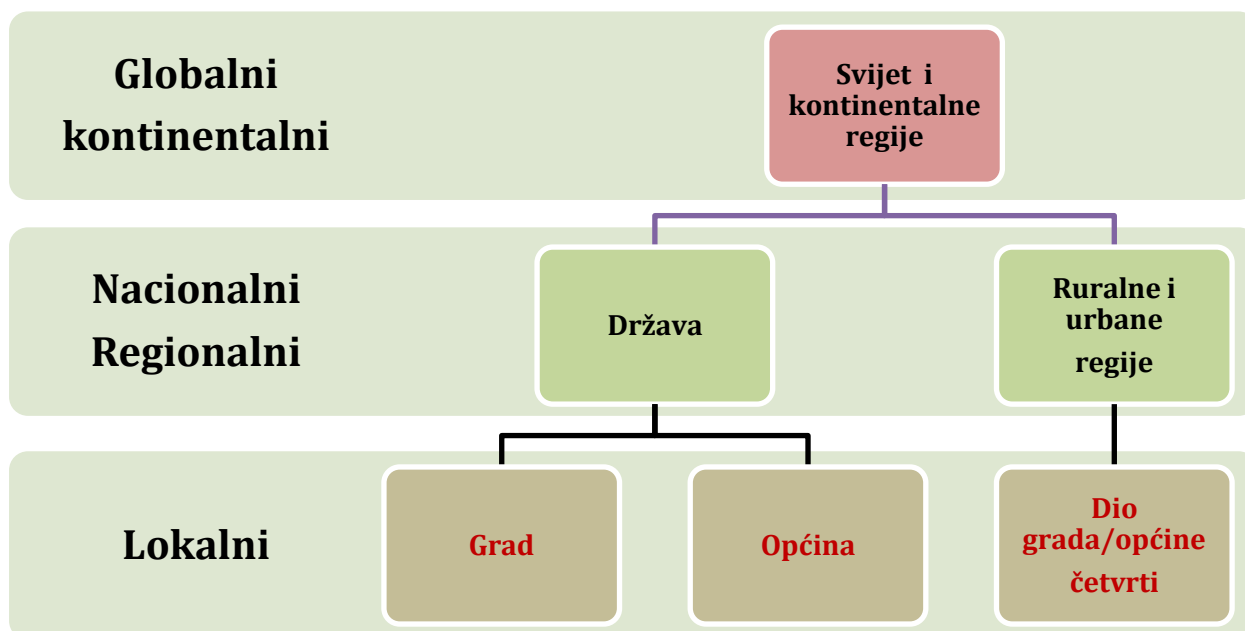 Globalni
kontinentalni
Svijet i
kontinentalne
regije
Nacionalni
Regionalni
Država
Ruralne i
urbane
regije
Lokalni
Grad
Općina
Dio
grada/općine
četvrti